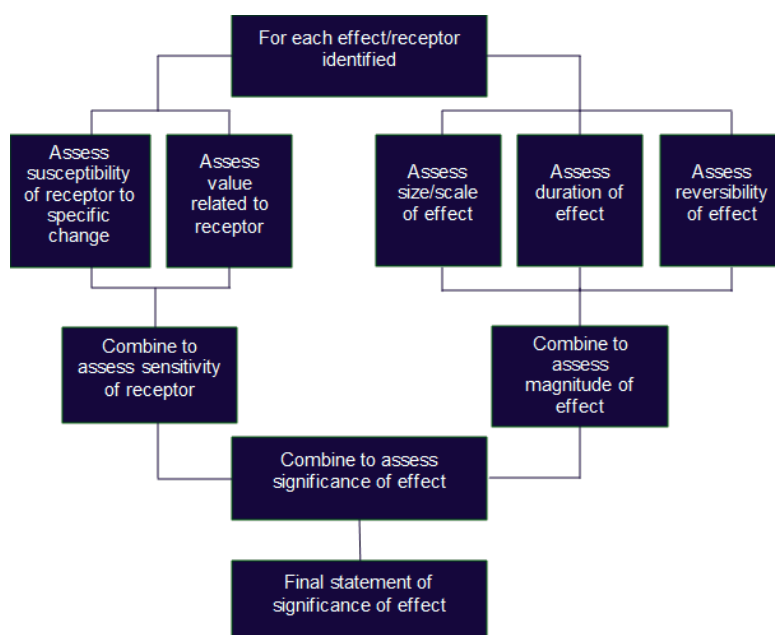 For each effect/receptor
identified
Assess
susceptibility
of receptor to
specific
change
Assess
value
related to
receptor
Assess
size/scale
of effect
Assess
duration of
effect
Assess
reversibility
of effect
Combine to
assess sensitivity
of receptor
Combine to
assess
magnitude of
effect
Combine to assess
significance of effect
Final statement of
significance of effect